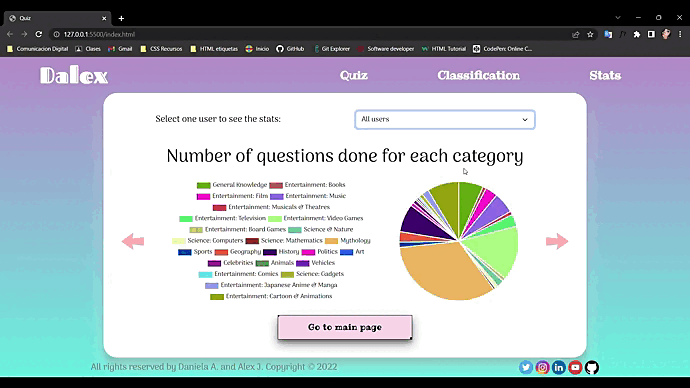 Quiz
127.0.0.1:5500/index.html
Comunicacion Digital Clases Gmail CSS Recursos HTML etiquetas Inicio GitHub Git Explorer Software developer HTML Tutorial CodePen: Online C...
Dalex Quiz Classification Stats
Select one user to see the stats: All users
Number of questions done for each category
General Knowledge Entertainment: Books
Entertainment: Film Entertainment: Music
Entertainment: Musicals & Theatres
Entertainment: Television Entertainment: Video Games
Entertainment: Board Games Science & Nature
Science: Computers Science: Mathematics Mythology
Sports Geography History Politics Art
Celebrities Animals Vehicles
Entertainment: Comics Science: Gadgets
Entertainment: Japanese Anime & Manga
Entertainment: Cartoon & Animations
Go to main page
All rights reserved by Daniela A. and Alex J. Copyright © 2022